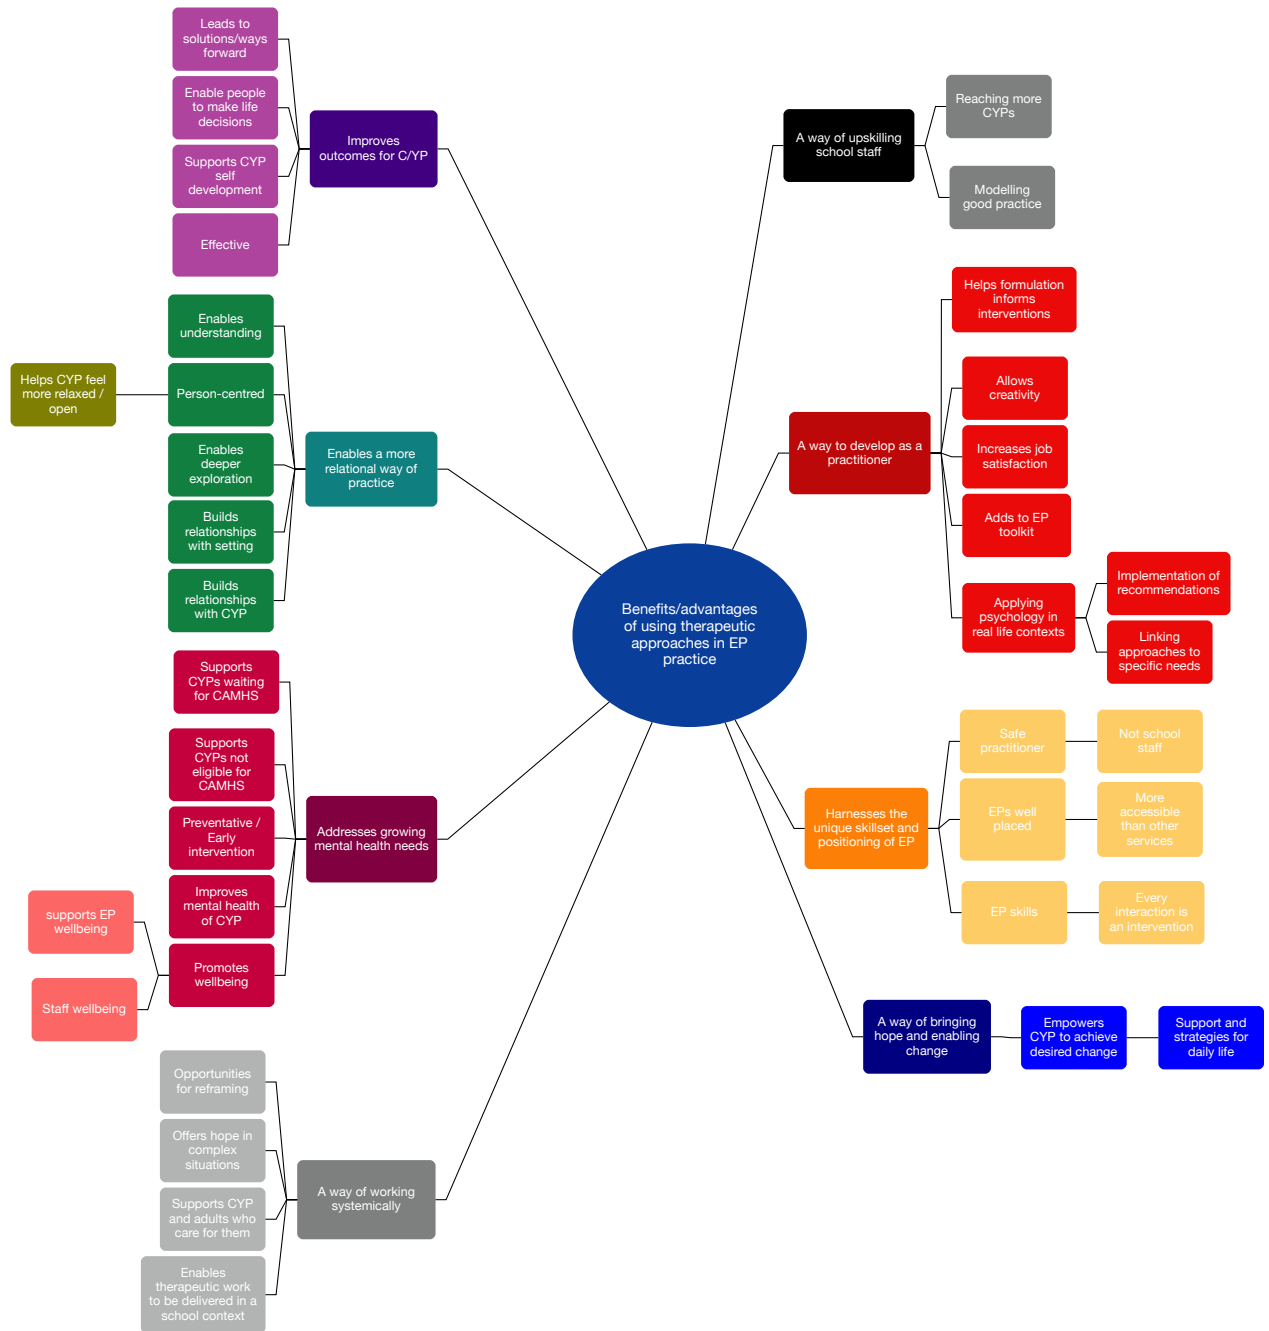 Leads to
solutions/ways
forward
Enable people
to make life
decisions
Supports CYP
self
development
Effective
Improves
outcomes for C/YP
Enables
understanding
Person-centred
Helps CYP feel
more relaxed /
open
Enables
deeper
exploration
Builds
relationships
with setting
Builds
relationships
with CYP
Enables a more
relational way of
practice
Supports
CYPs waiting
for CAMHS
Supports
CYPs not
eligible for
CAMHS
Preventative /
Early
intervention
Improves
mental health
of CYP
Promotes
wellbeing
supports EP
wellbeing
Staff wellbeing
Addresses growing
mental health needs
Opportunities
for reframing
Offers hope in
complex
situations
Supports CYP
and adults who
care for them
Enables
therapeutic work
to be delivered in a
school context
A way of working
systemically
Benefits/advantages
of using therapeutic
approaches in EP
practice
A way of upskilling
school staff
Reaching more
CYPs
Modelling
good practice
A way to develop as a
practitioner
Helps formulation
informs
interventions
Allows
creativity
Increases job
satisfaction
Adds to EP
toolkit
Applying
psychology in
real life contexts
Implementation of
recommendations
Linking
approaches to
specific needs
Harnesses the
unique skillset and
positioning of EP
Safe
practitioner
Not school
staff
EPs well
placed
More
accessible
than other
services
EP skills
Every
interaction is
an intervention
A way of bringing
hope and enabling
change
Empowers
CYP to achieve
desired change
Support and
strategies for
daily life